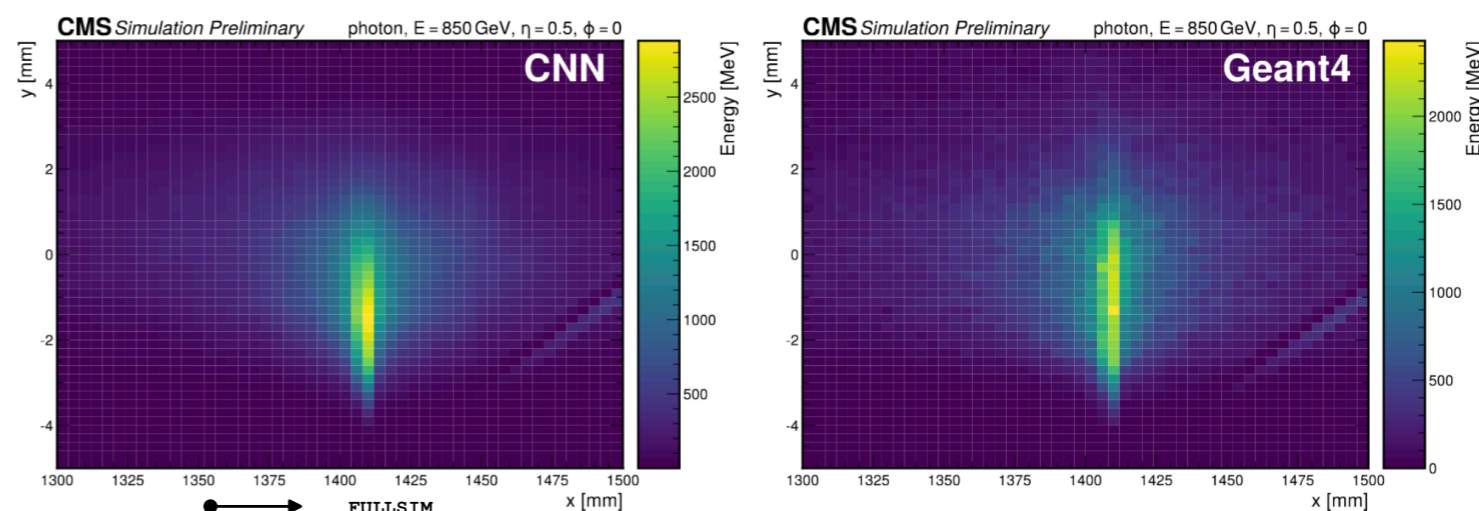 CMS Simulation Preliminary photon, E = 850 GeV, η = 0.5, ϕ = 0
CNN
y [mm]
4
2
0
-2
-4
1300 1325 1350 1375 1400 1425 1450 1475 1500
x [mm]
Energy [MeV]
2500
2000
1500
1000
500
CMS Simulation Preliminary photon, E = 850 GeV, η = 0.5, ϕ = 0
Geant4
y [mm]
4
2
0
-2
-4
1300 1325 1350 1375 1400 1425 1450 1475 1500
x [mm]
Energy [MeV]
2000
1500
1000
500
0
FULLSIM